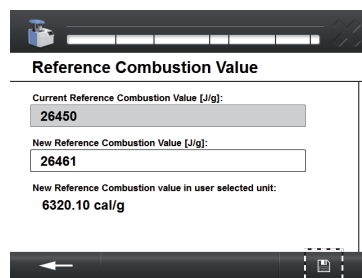 Reference Combustion Value
Current Reference Combustion Value [J/g]:
26450
New Reference Combustion Value [J/g]:
26461
New Reference Combustion value in user selected unit:
6320.10 cal/g